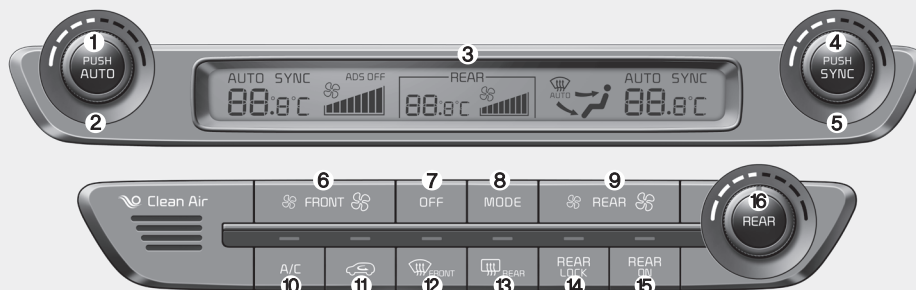 1
PUSH
AUTO
2
3
AUTO SYNC
ADS OFF
88.8°C
REAR
88.8°C
AUTO
AUTO SYNC
88.8°C
4
PUSH
SYNC
5
Clean Air
6
FRONT
7
OFF
8
MODE
9
REAR
16
REAR
A/C
10
11
FRONT
12
REAR
13
REAR
LOCK
14
REAR
ON
15